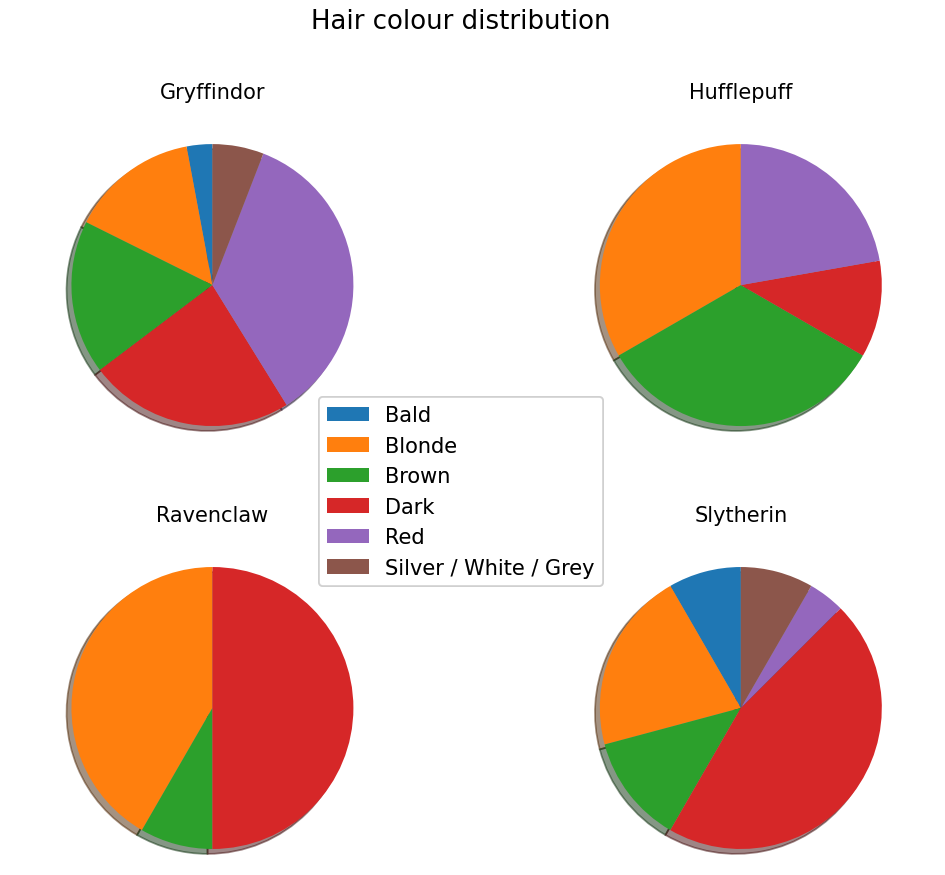 Hair colour distribution
Gryffindor
Hufflepuff
Bald
Blonde
Brown
Dark
Red
Silver / White / Grey
Ravenclaw
Slytherin